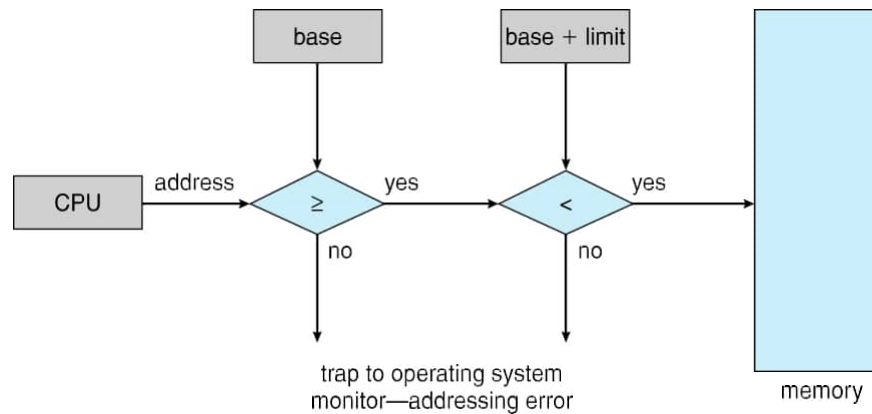 base
base + limit
CPU
address
≥
yes
<
yes
no
no
trap to operating system
monitor—addressing error
memory